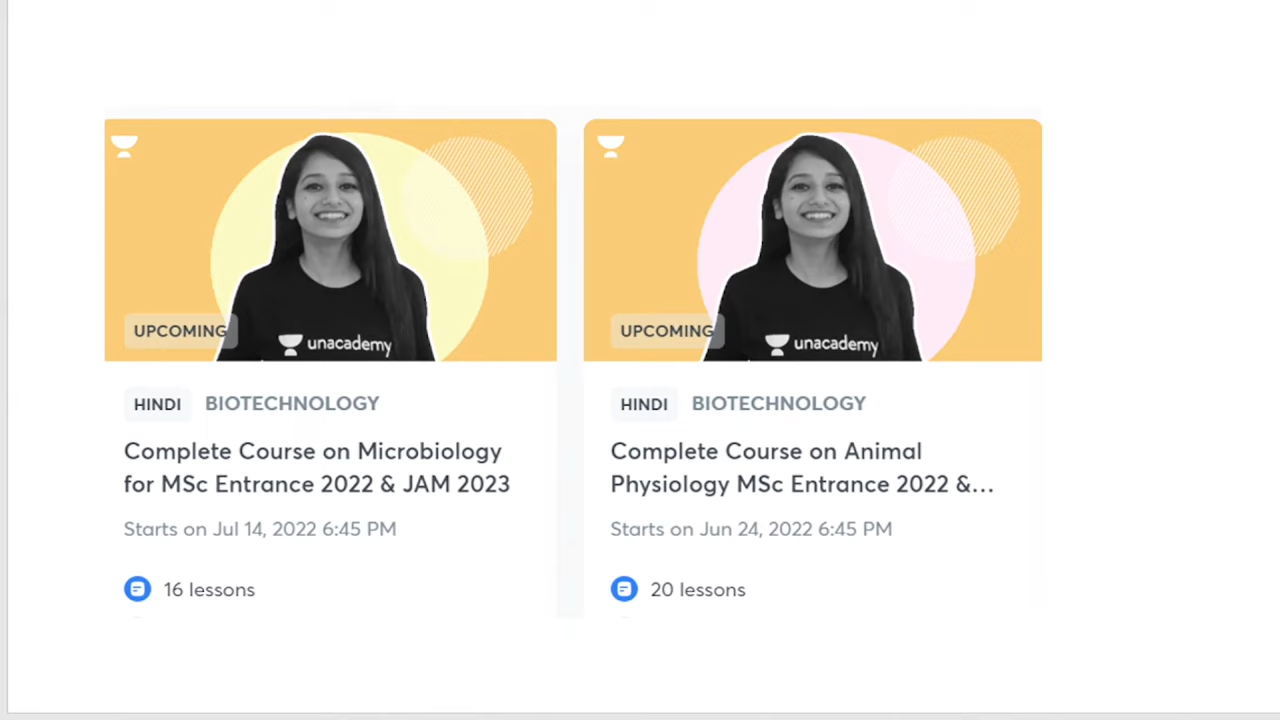 UPCOMING
unacademy
HINDI BIOTECHNOLOGY
Complete Course on Microbiology
for MSc Entrance 2022 & JAM 2023
Starts on Jul 14, 2022 6:45 PM
16 lessons
UPCOMING
unacademy
HINDI BIOTECHNOLOGY
Complete Course on Animal
Physiology MSc Entrance 2022 &...
Starts on Jun 24, 2022 6:45 PM
20 lessons